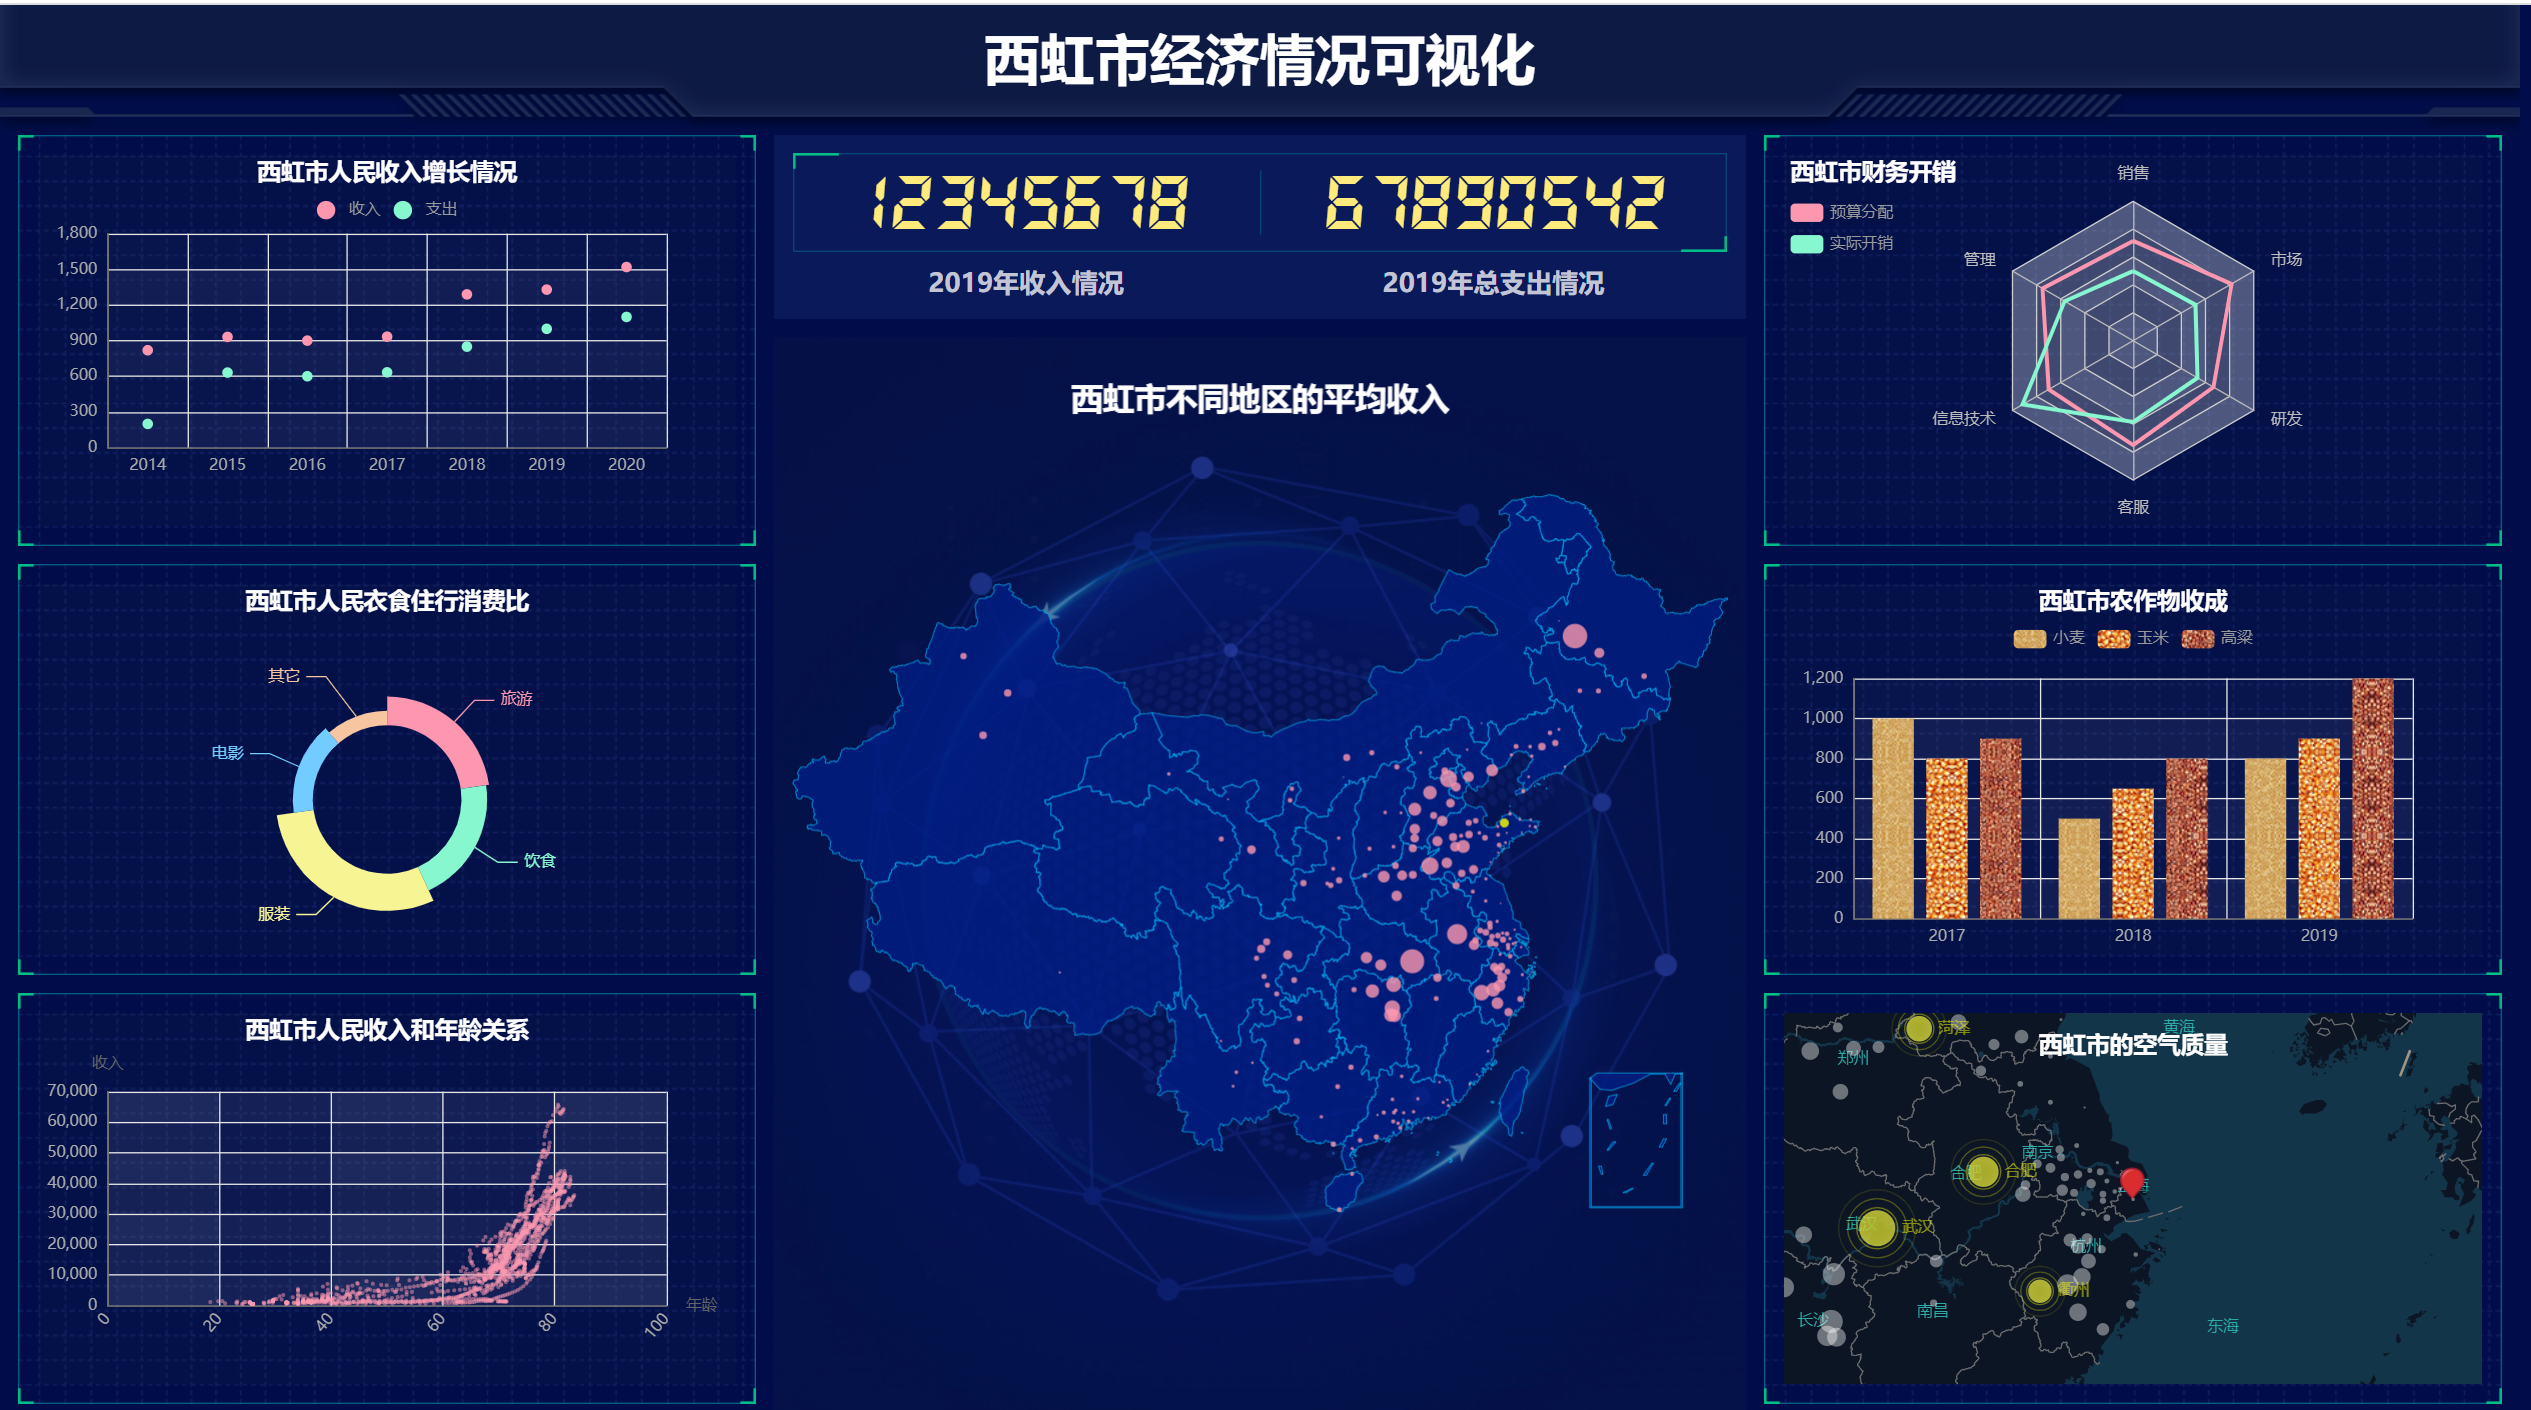 西虹市经济情况可视化
西虹市人民收入增长情况
收入 支出
1,800
1,500
1,200
900
600
300
0
2014 2015 2016 2017 2018 2019 2020
西虹市人民衣食住行消费比
其它
旅游
电影
饮食
服装
西虹市人民收入和年龄关系
收入
70,000
60,000
50,000
40,000
30,000
20,000
10,000
0
年龄
0 20 40 60 80 100
12345678 67890542
2019年收入情况 2019年总支出情况
西虹市不同地区的平均收入
西虹市财务开销
预算分配
实际开销
销售
管理 市场
信息技术 研发
客服
西虹市农作物收成
小麦 玉米 高粱
1,200
1,000
800
600
400
200
0
2017 2018 2019
西虹市的空气质量
菏泽
黄海
郑州
南京
合肥 合肥
海
武汉 武汉
杭州
衢州
南昌
长沙
东海